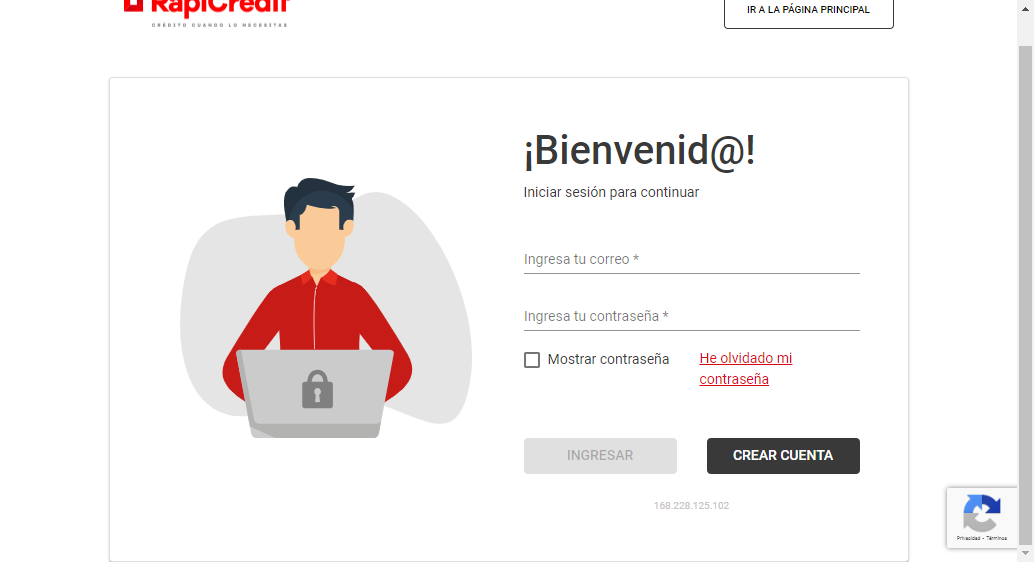 RapiCredit
CRÉDITO CUANDO LO NECESITAS
IR A LA PÁGINA PRINCIPAL
¡Bienvenid@!
Iniciar sesión para continuar
Ingresa tu correo *
Ingresa tu contraseña *
Mostrar contraseña
He olvidado mi
contraseña
INGRESAR
CREAR CUENTA
168.228.125.102
Privacidad - Términos